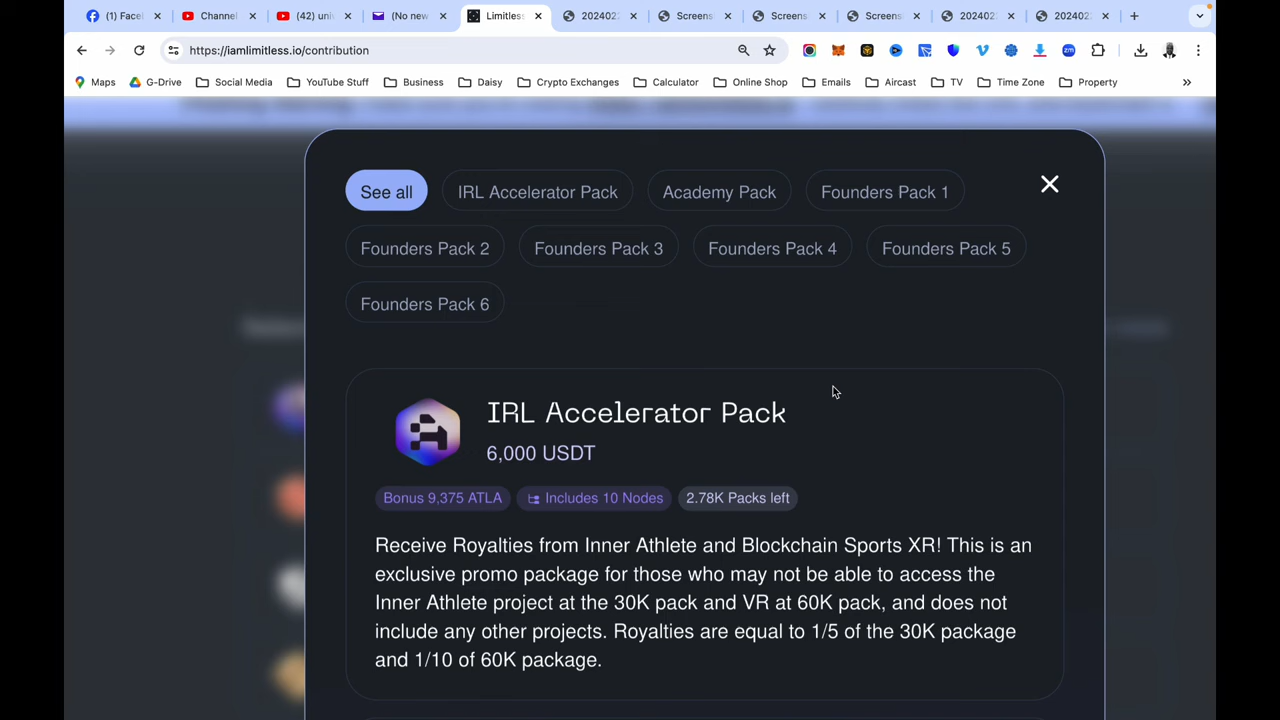 (1) Face
Channel
(42) uni
(No new
Limitless
2024022
Screens
Screens
Screens
202402
202402
https://iamlimitless.io/contribution
Maps
G-Drive
Social Media
YouTube Stuff
Business
Daisy
Crypto Exchanges
Calculator
Online Shop
Emails
Aircast
TV
Time Zone
Property
»
See all
IRL Accelerator Pack
Academy Pack
Founders Pack 1
Founders Pack 2
Founders Pack 3
Founders Pack 4
Founders Pack 5
Founders Pack 6
IRL Accelerator Pack
6,000 USDT
Bonus 9,375 ATLA
Includes 10 Nodes
2.78K Packs left
Receive Royalties from Inner Athlete and Blockchain Sports XR! This is an
exclusive promo package for those who may not be able to access the
Inner Athlete project at the 30K pack and VR at 60K pack, and does not
include any other projects. Royalties are equal to 1/5 of the 30K package
and 1/10 of 60K package.